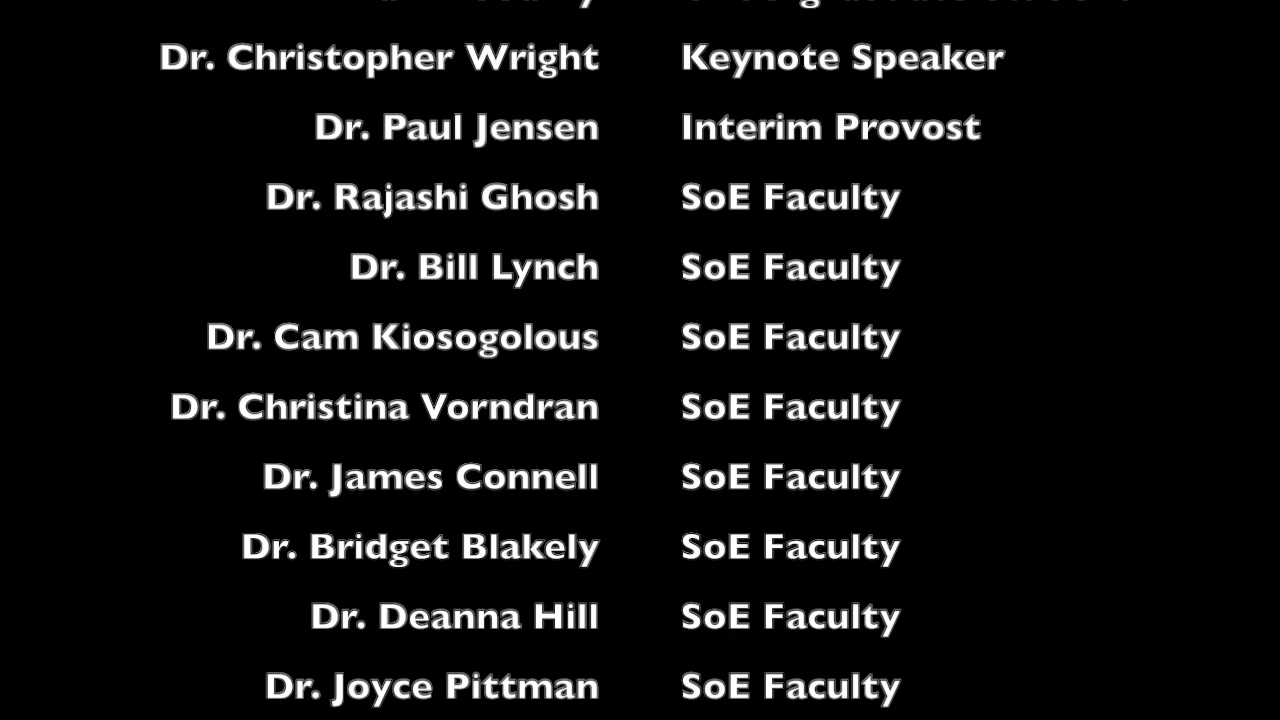 Dr. Christopher Wright Keynote Speaker
Dr. Paul Jensen Interim Provost
Dr. Rajashi Ghosh SoE Faculty
Dr. Bill Lynch SoE Faculty
Dr. Cam Kiosogolous SoE Faculty
Dr. Christina Vorndran SoE Faculty
Dr. James Connell SoE Faculty
Dr. Bridget Blakely SoE Faculty
Dr. Deanna Hill SoE Faculty
Dr. Joyce Pittman SoE Faculty